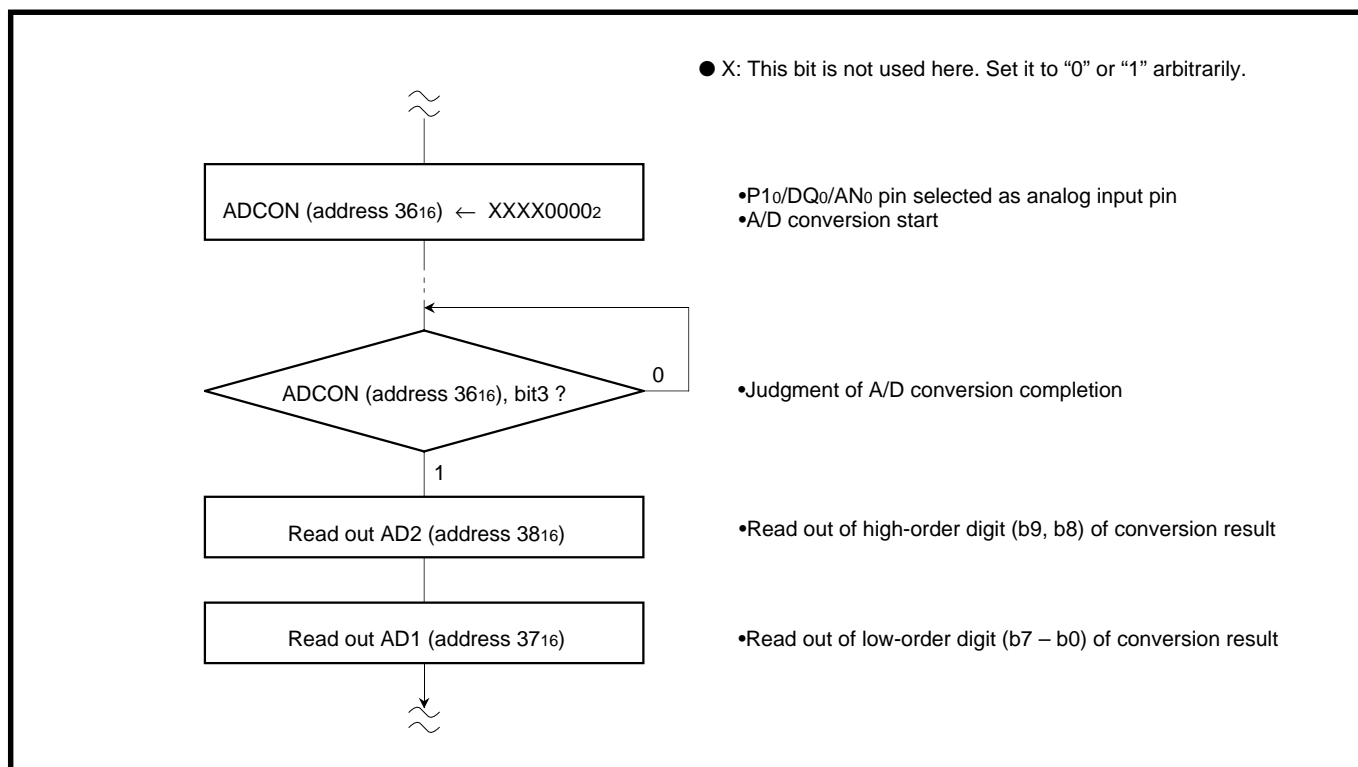 ● X: This bit is not used here. Set it to “0” or “1” arbitrarily.
ADCON (address 3616) ← XXXX00002
•P10/DQ0/AN0 pin selected as analog input pin
•A/D conversion start
ADCON (address 3616), bit3 ?
0
•Judgment of A/D conversion completion
1
Read out AD2 (address 3816)
•Read out of high-order digit (b9, b8) of conversion result
Read out AD1 (address 3716)
•Read out of low-order digit (b7 – b0) of conversion result